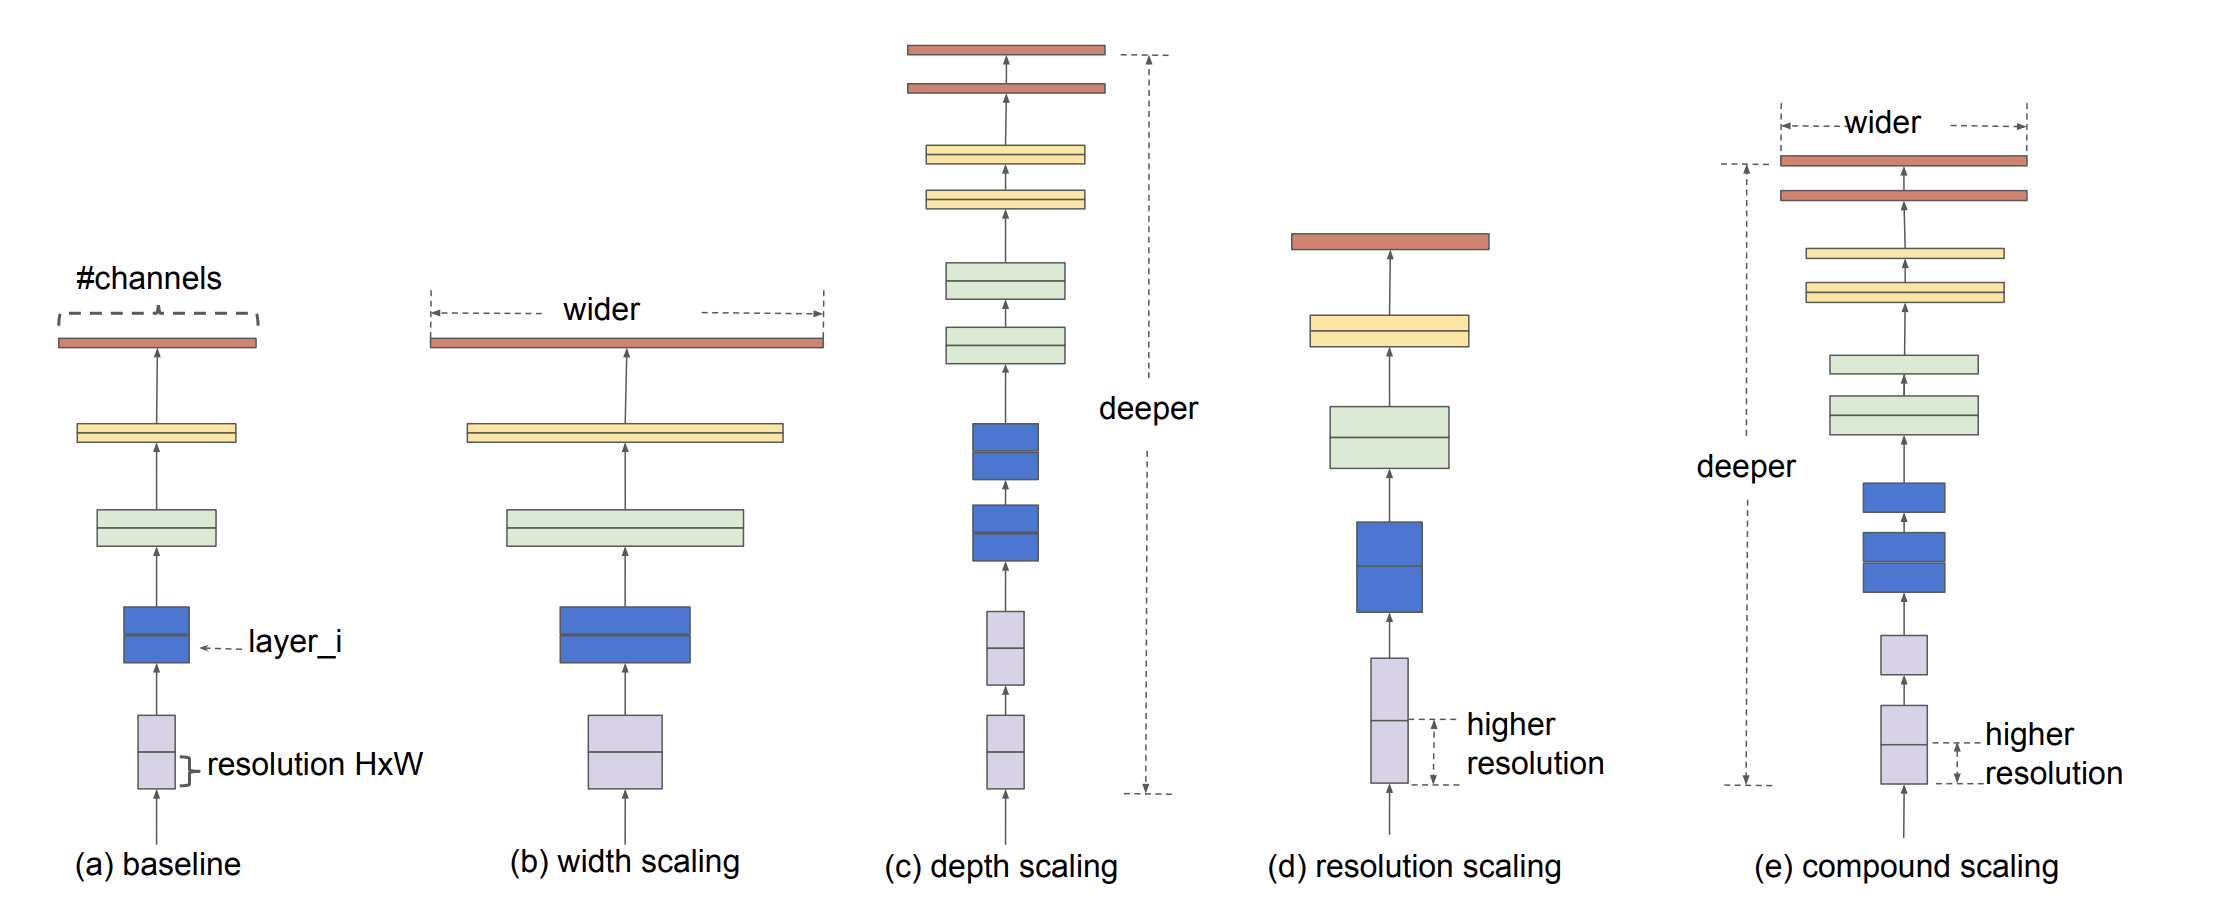 #channels
layer_i
resolution HxW
(a) baseline
wider
(b) width scaling
deeper
(c) depth scaling
higher
resolution
(d) resolution scaling
wider
deeper
higher
resolution
(e) compound scaling